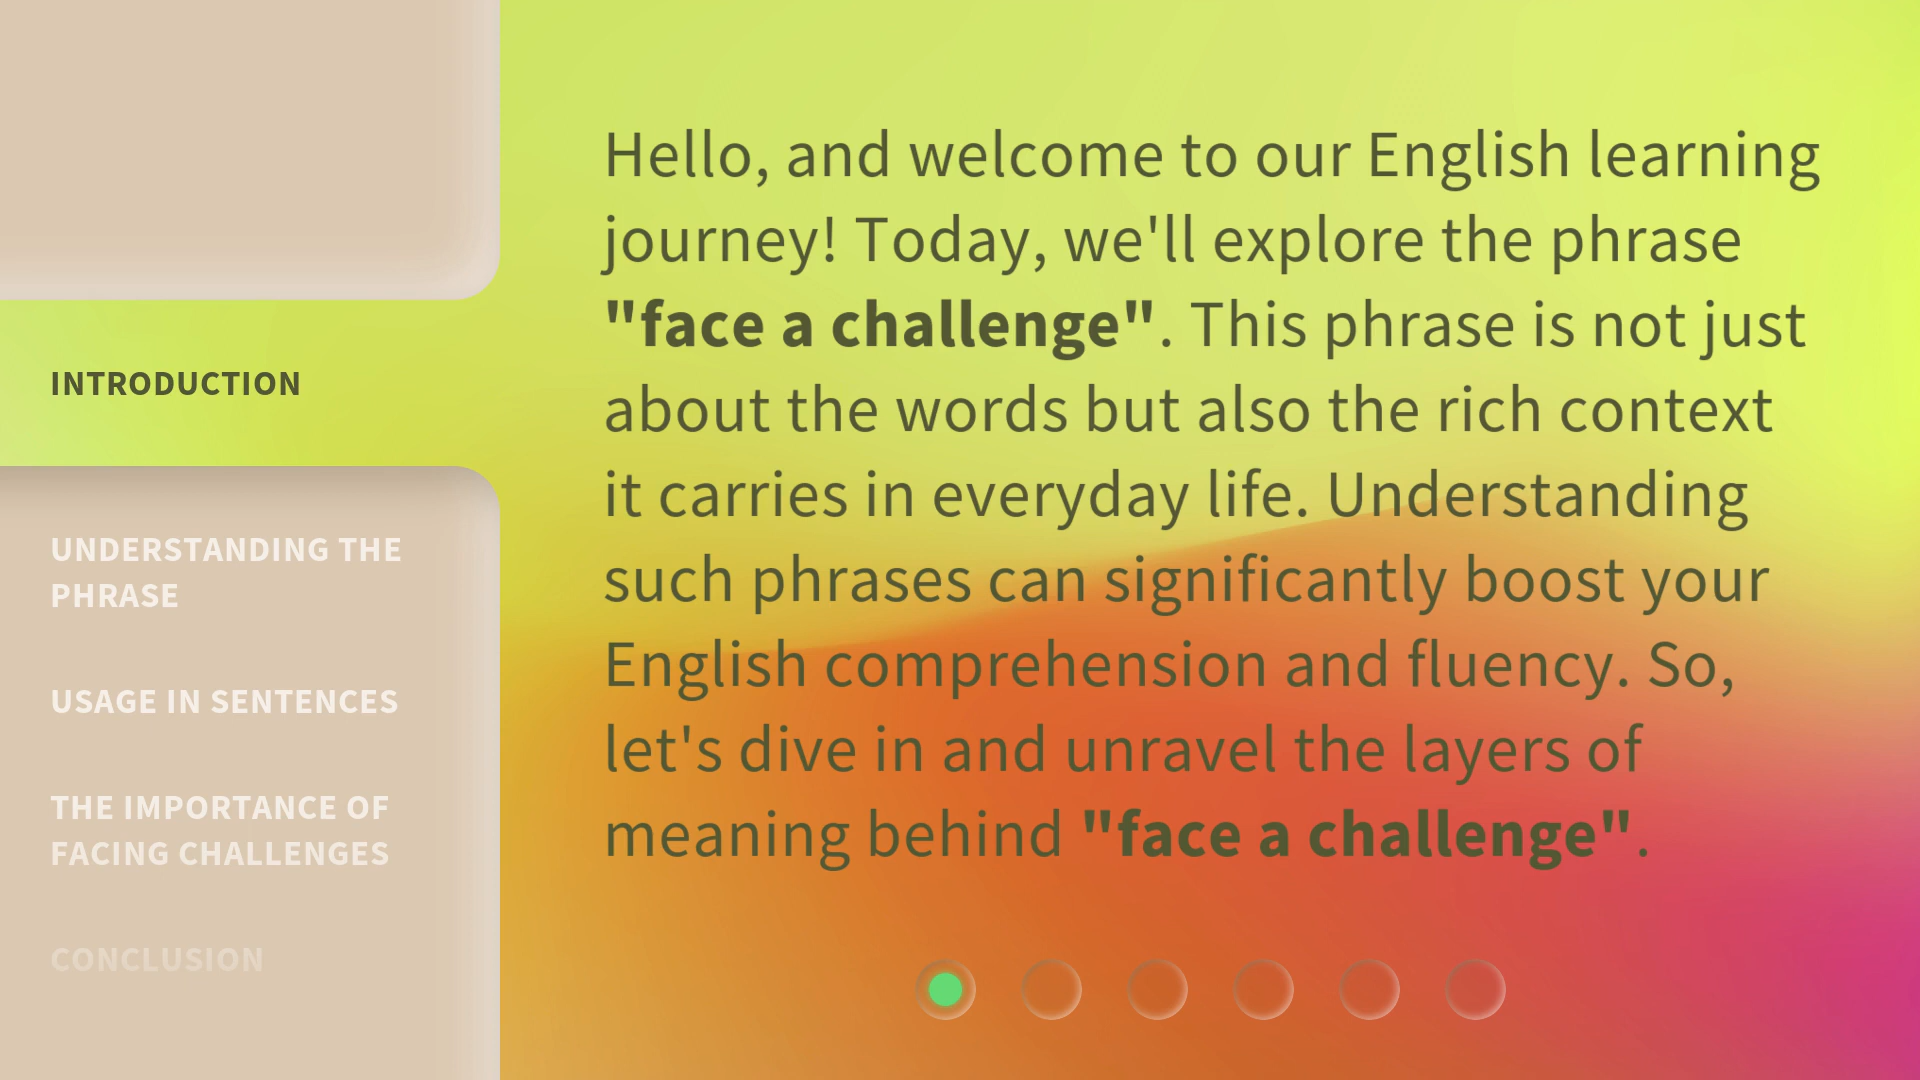 INTRODUCTION
UNDERSTANDING THE
PHRASE
USAGE IN SENTENCES
THE IMPORTANCE OF
FACING CHALLENGES
CONCLUSION
Hello, and welcome to our English learning
journey! Today, we'll explore the phrase
"face a challenge". This phrase is not just
about the words but also the rich context
it carries in everyday life. Understanding
such phrases can significantly boost your
English comprehension and fluency. So,
let's dive in and unravel the layers of
meaning behind "face a challenge".